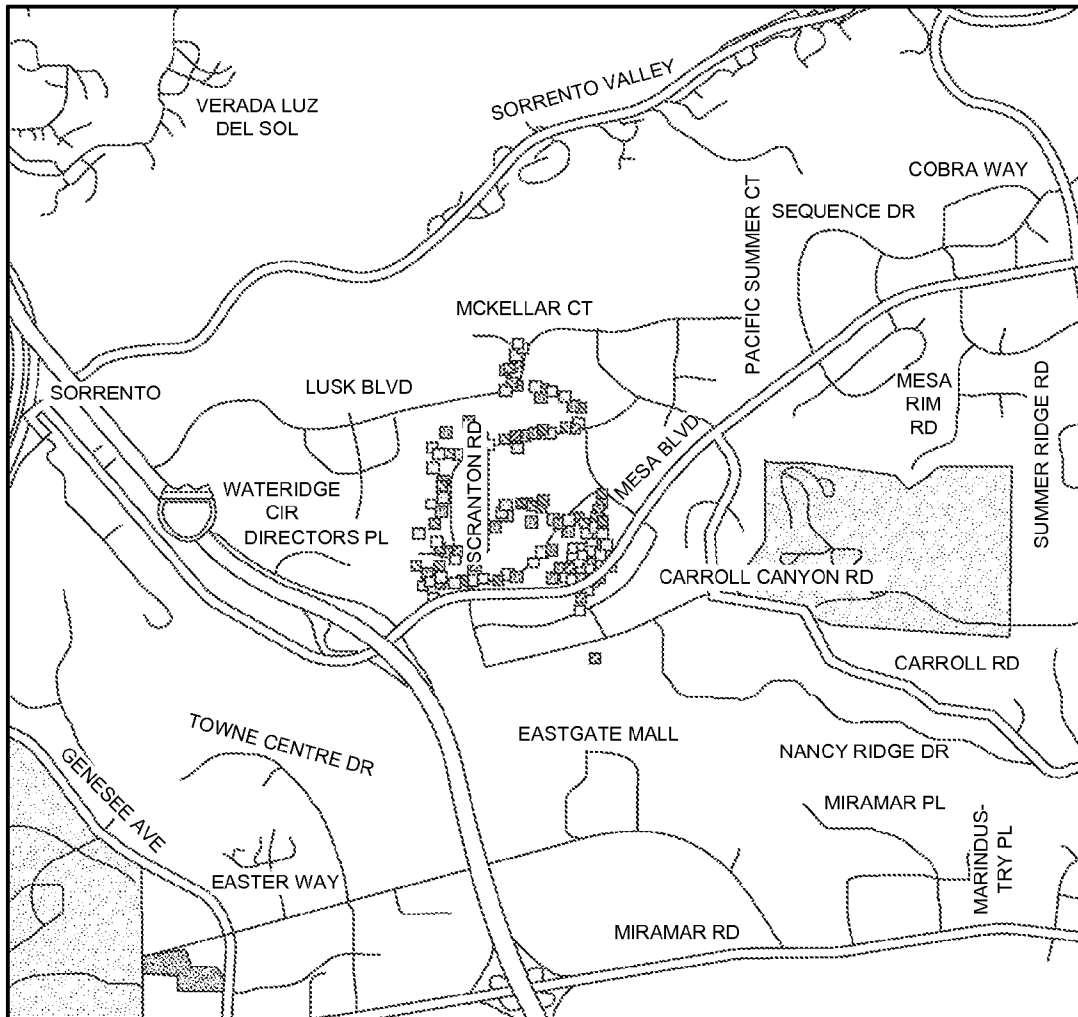 VERADA LUZ
DEL SOL
SORRENTO VALLEY
COBRA WAY
PACIFIC SUMMER CT
SEQUENCE DR
MCKELLAR CT
SORRENTO
LUSK BLVD
MESA
RIM
RD
SUMMER RIDGE RD
SCRANTON RD
MESA BLVD
WATERIDGE
CIR
DIRECTORS PL
CARROLL CANYON RD
CARROLL RD
TOWNE CENTRE DR
EASTGATE MALL
NANCY RIDGE DR
GENESEE AVE
MIRAMAR PL
MARINDUS-
TRY PL
EASTER WAY
MIRAMAR RD